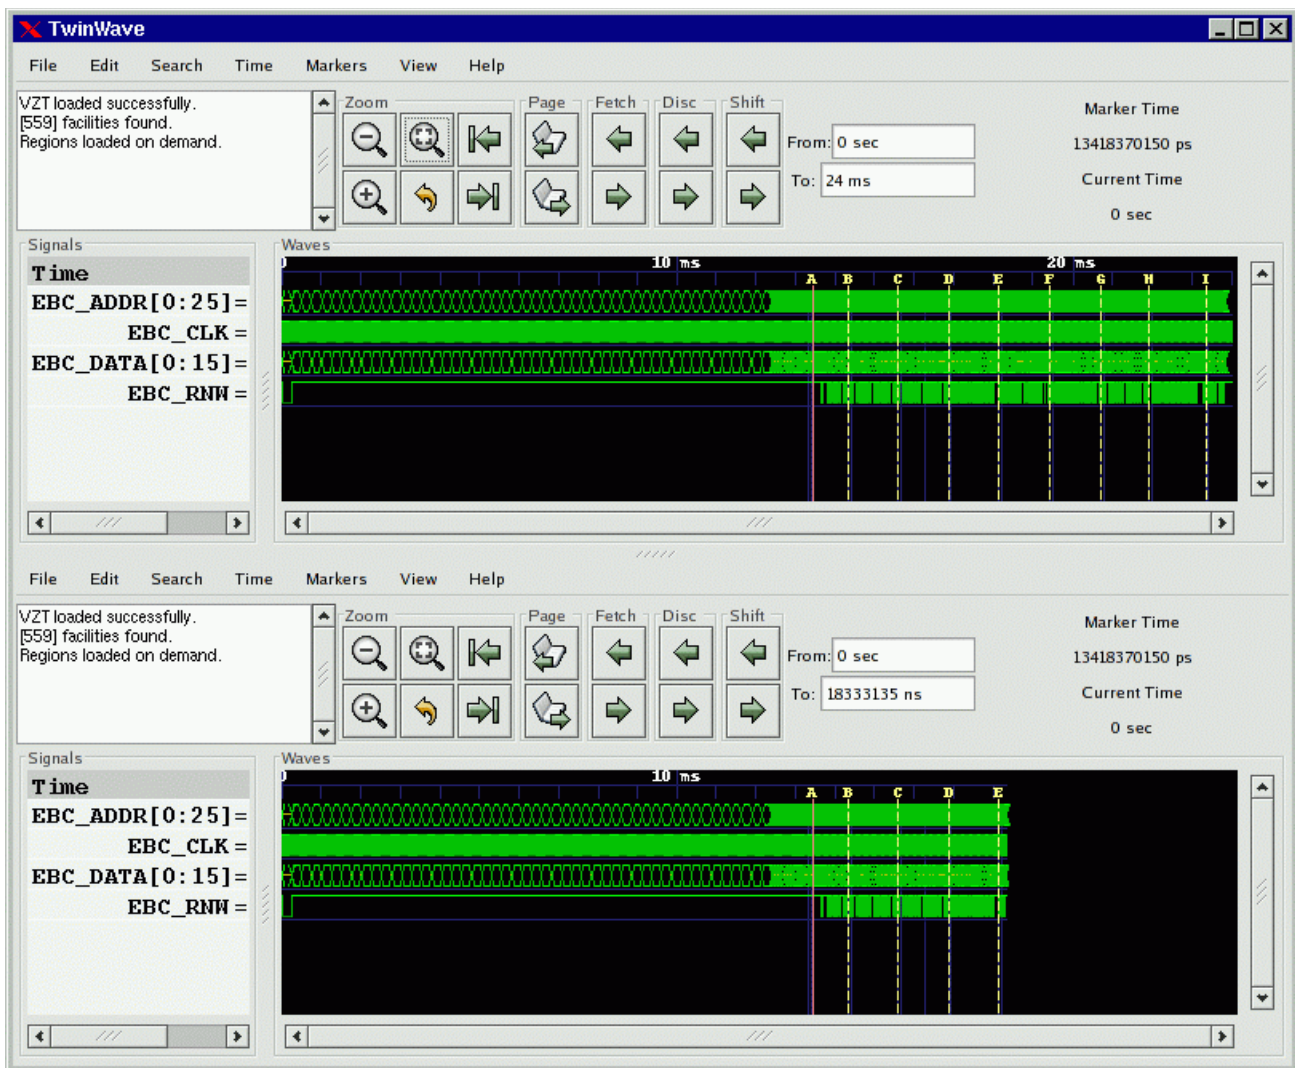 TwinWave
File Edit Search Time Markers View Help
VZT loaded successfully.
[559] facilities found.
Regions loaded on demand.
Zoom Page Fetch Disc Shift
From: 0 sec
To: 24 ms
Marker Time
13418370150 ps
Current Time
0 sec
Signals
Time
EBC_ADDR[0:25]=
EBC_CLK=
EBC_DATA[0:15]=
EBC_RNW=
Waves
0 10 ms 20 ms
A B C D E F G H I
File Edit Search Time Markers View Help
VZT loaded successfully.
[559] facilities found.
Regions loaded on demand.
Zoom Page Fetch Disc Shift
From: 0 sec
To: 18333135 ns
Marker Time
13418370150 ps
Current Time
0 sec
Signals
Time
EBC_ADDR[0:25]=
EBC_CLK=
EBC_DATA[0:15]=
EBC_RNW=
Waves
0 10 ms
A B C D E